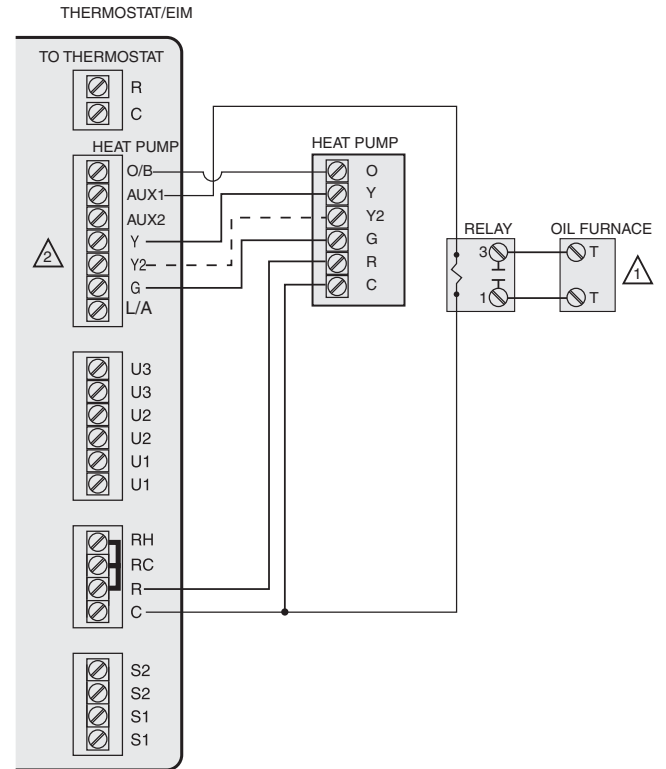 THERMOSTAT/EIM
TO THERMOSTAT
R
C
HEAT PUMP
O/B
AUX1
AUX2
Y
Y2
G
L/A
2
U3
U3
U2
U2
U1
U1
RH
RC
R
C
S2
S2
S1
S1
HEAT PUMP
O
Y
Y2
G
R
C
RELAY
3
1
OIL FURNACE
T
T
1